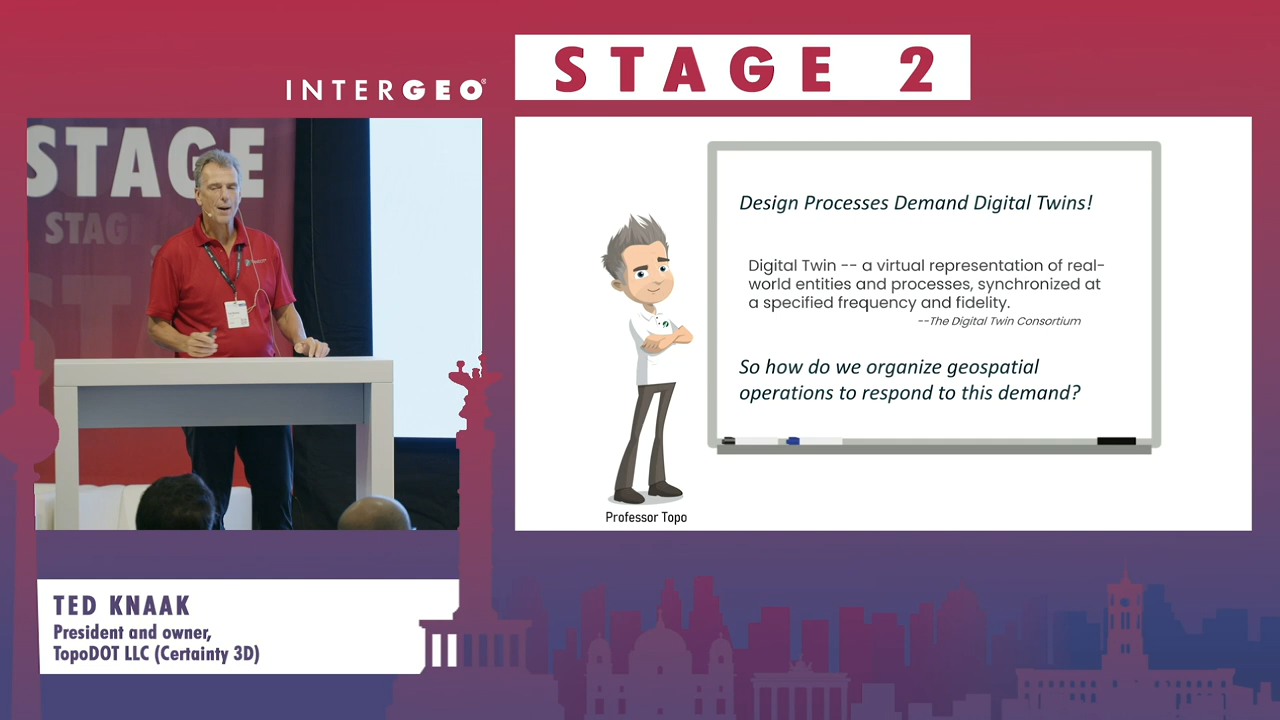 STAGE 2
INTERGEO®
STAGE
STAG
Design Processes Demand Digital Twins!
Digital Twin -- a virtual representation of real-
world entities and processes, synchronized at
a specified frequency and fidelity.
--The Digital Twin Consortium
So how do we organize geospatial
operations to respond to this demand?
Professor Topo
TED KNAAK
President and owner,
TopoDOT LLC (Certainty 3D)